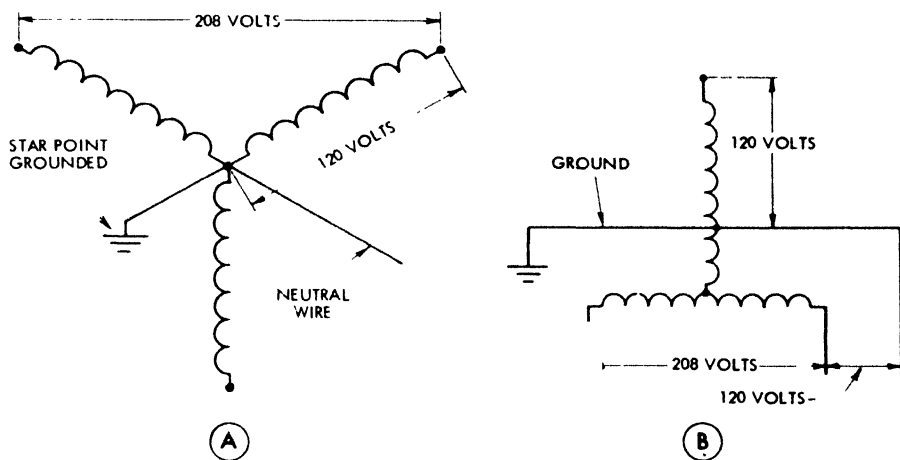 208 VOLTS
120 VOLTS
STAR POINT
GROUNDED
NEUTRAL
WIRE
A
GROUND
120 VOLTS
208 VOLTS
120 VOLTS-
B